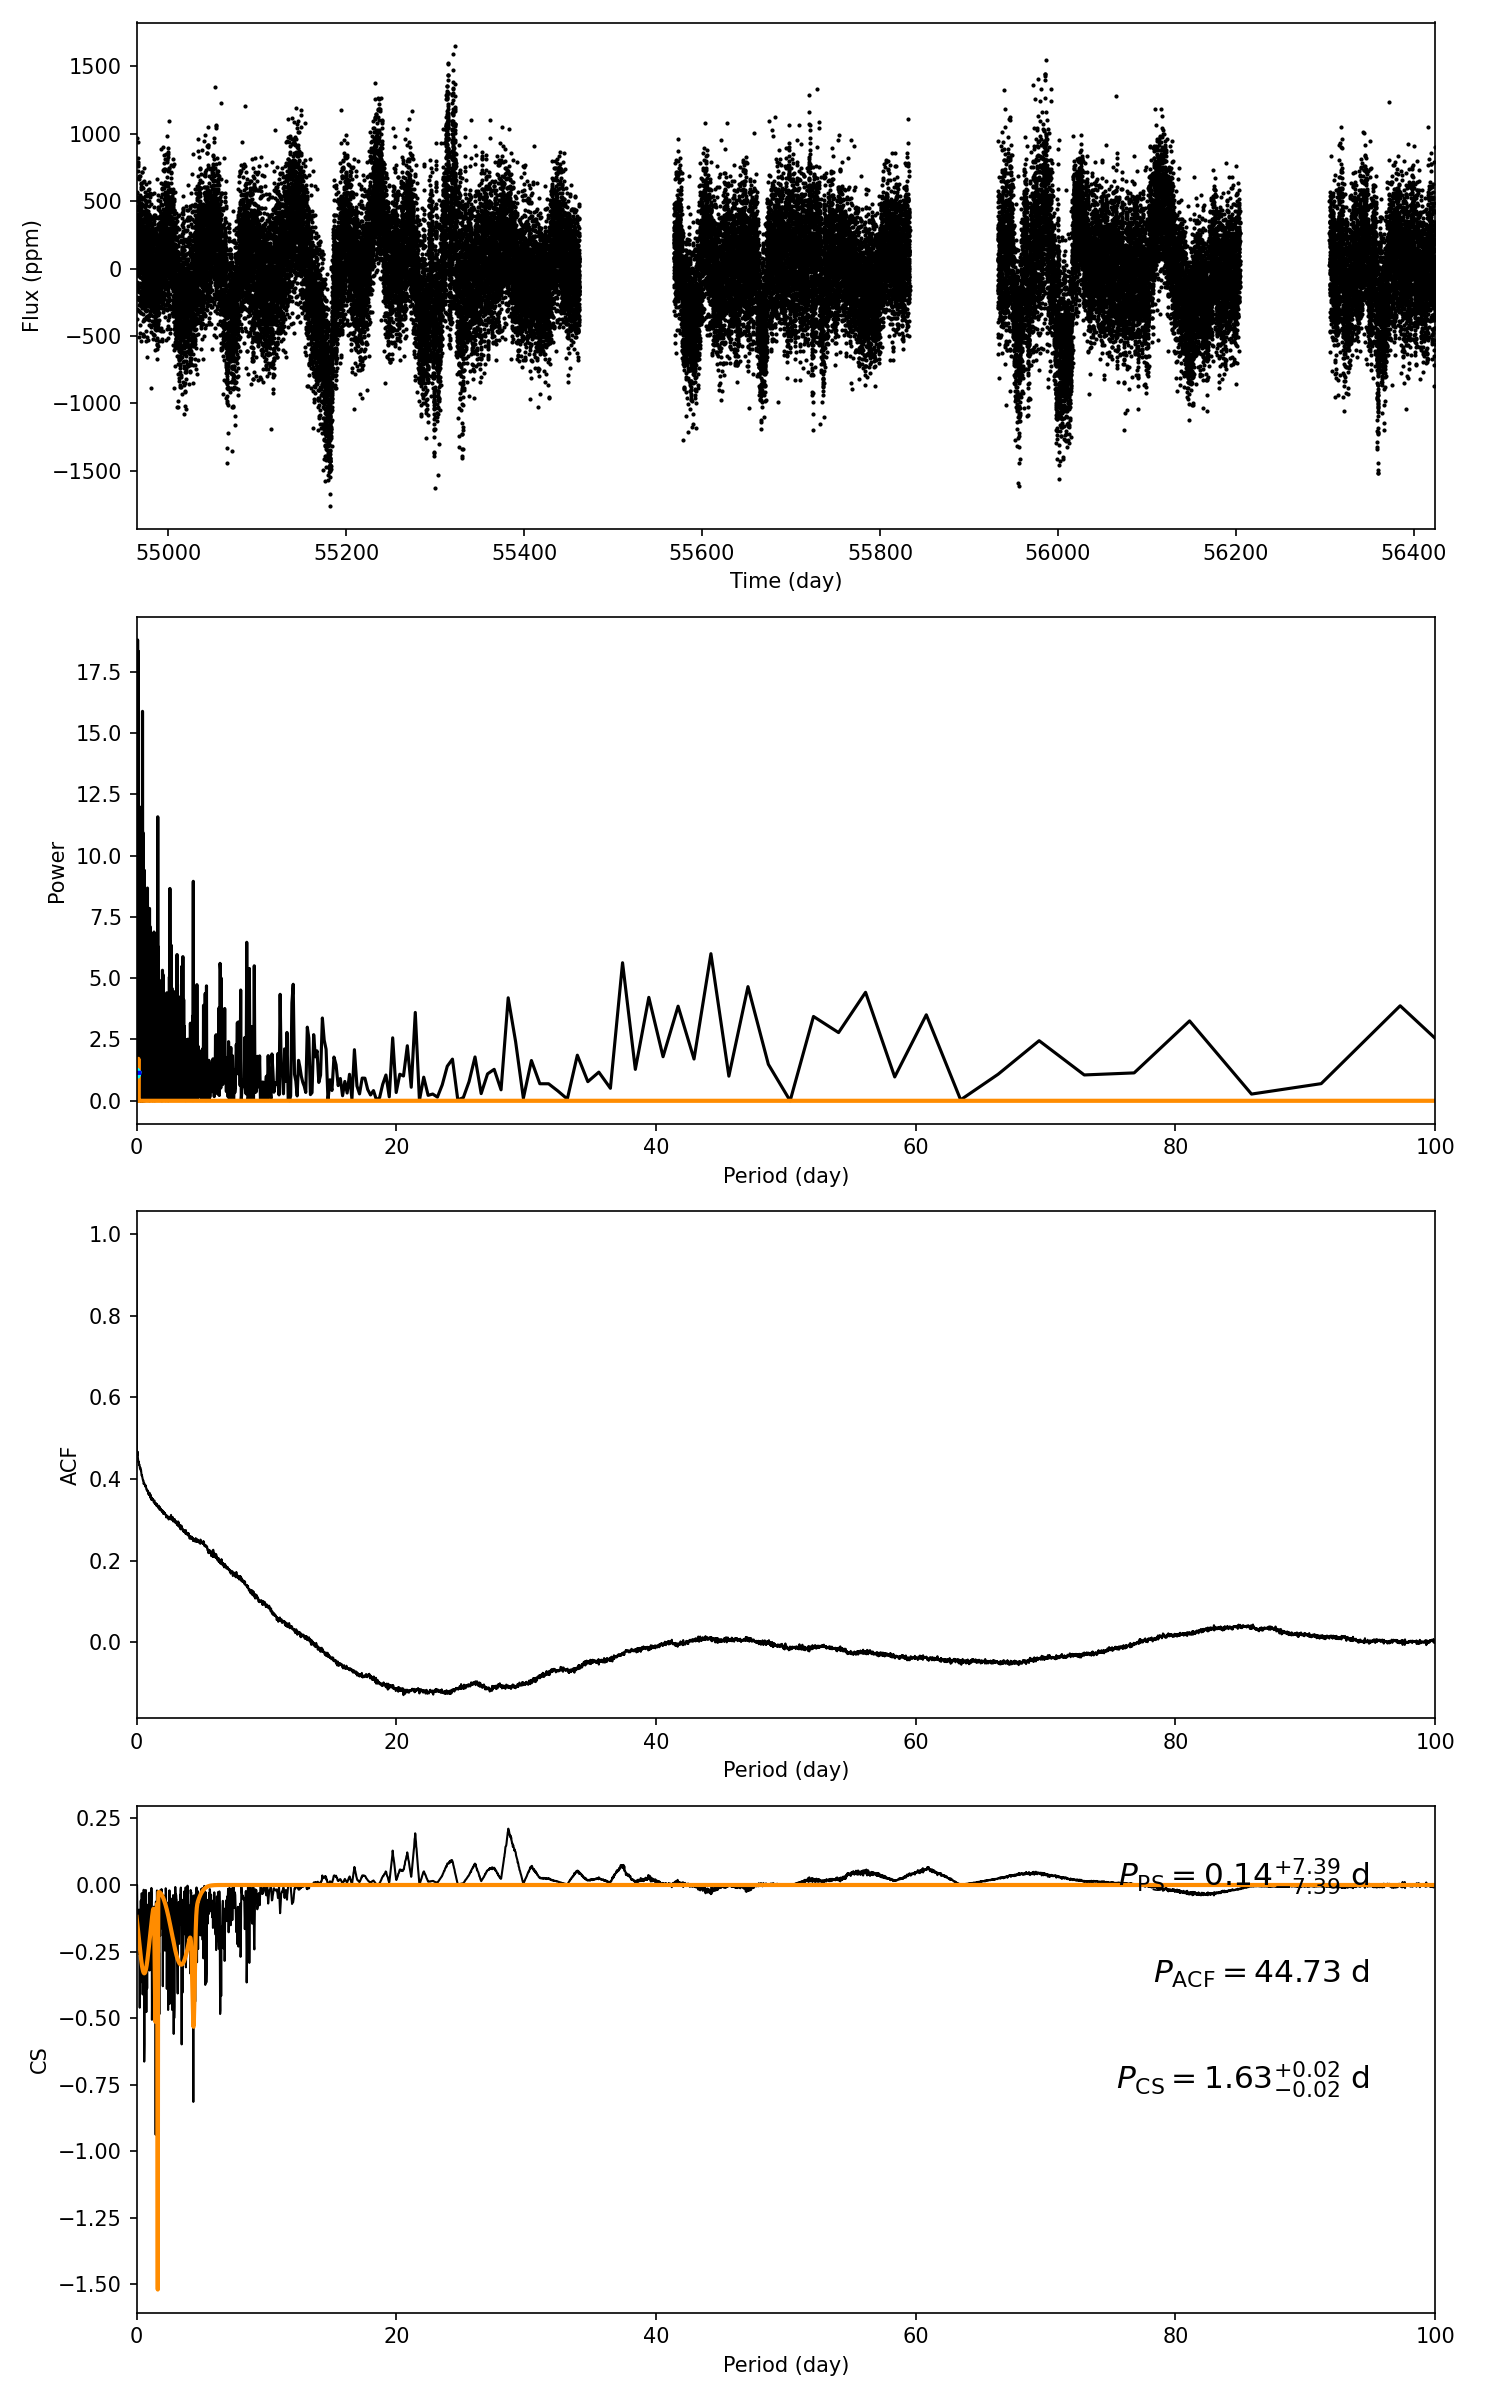 1500
1000
500
0
−500
−1000
−1500
Flux (ppm)
55000 55200 55400 55600 55800 56000 56200 56400
Time (day)
17.5
15.0
12.5
10.0
7.5
5.0
2.5
0.0
Power
0 20 40 60 80 100
Period (day)
1.0
0.8
0.6
0.4
0.2
0.0
ACF
0 20 40 60 80 100
Period (day)
0.25
0.00
−0.25
−0.50
−0.75
−1.00
−1.25
−1.50
CS
P_PS = 0.14 +7.39 −7.39 d
P_ACF = 44.73 d
P_CS = 1.63 +0.02 −0.02 d
0 20 40 60 80 100
Period (day)